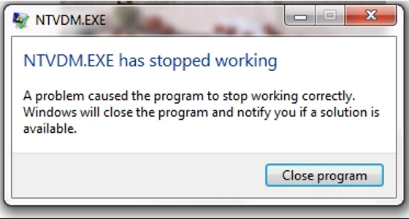 NTVDM.EXE
NTVDM.EXE has stopped working
A problem caused the program to stop working correctly.
Windows will close the program and notify you if a solution is
available.
Close program